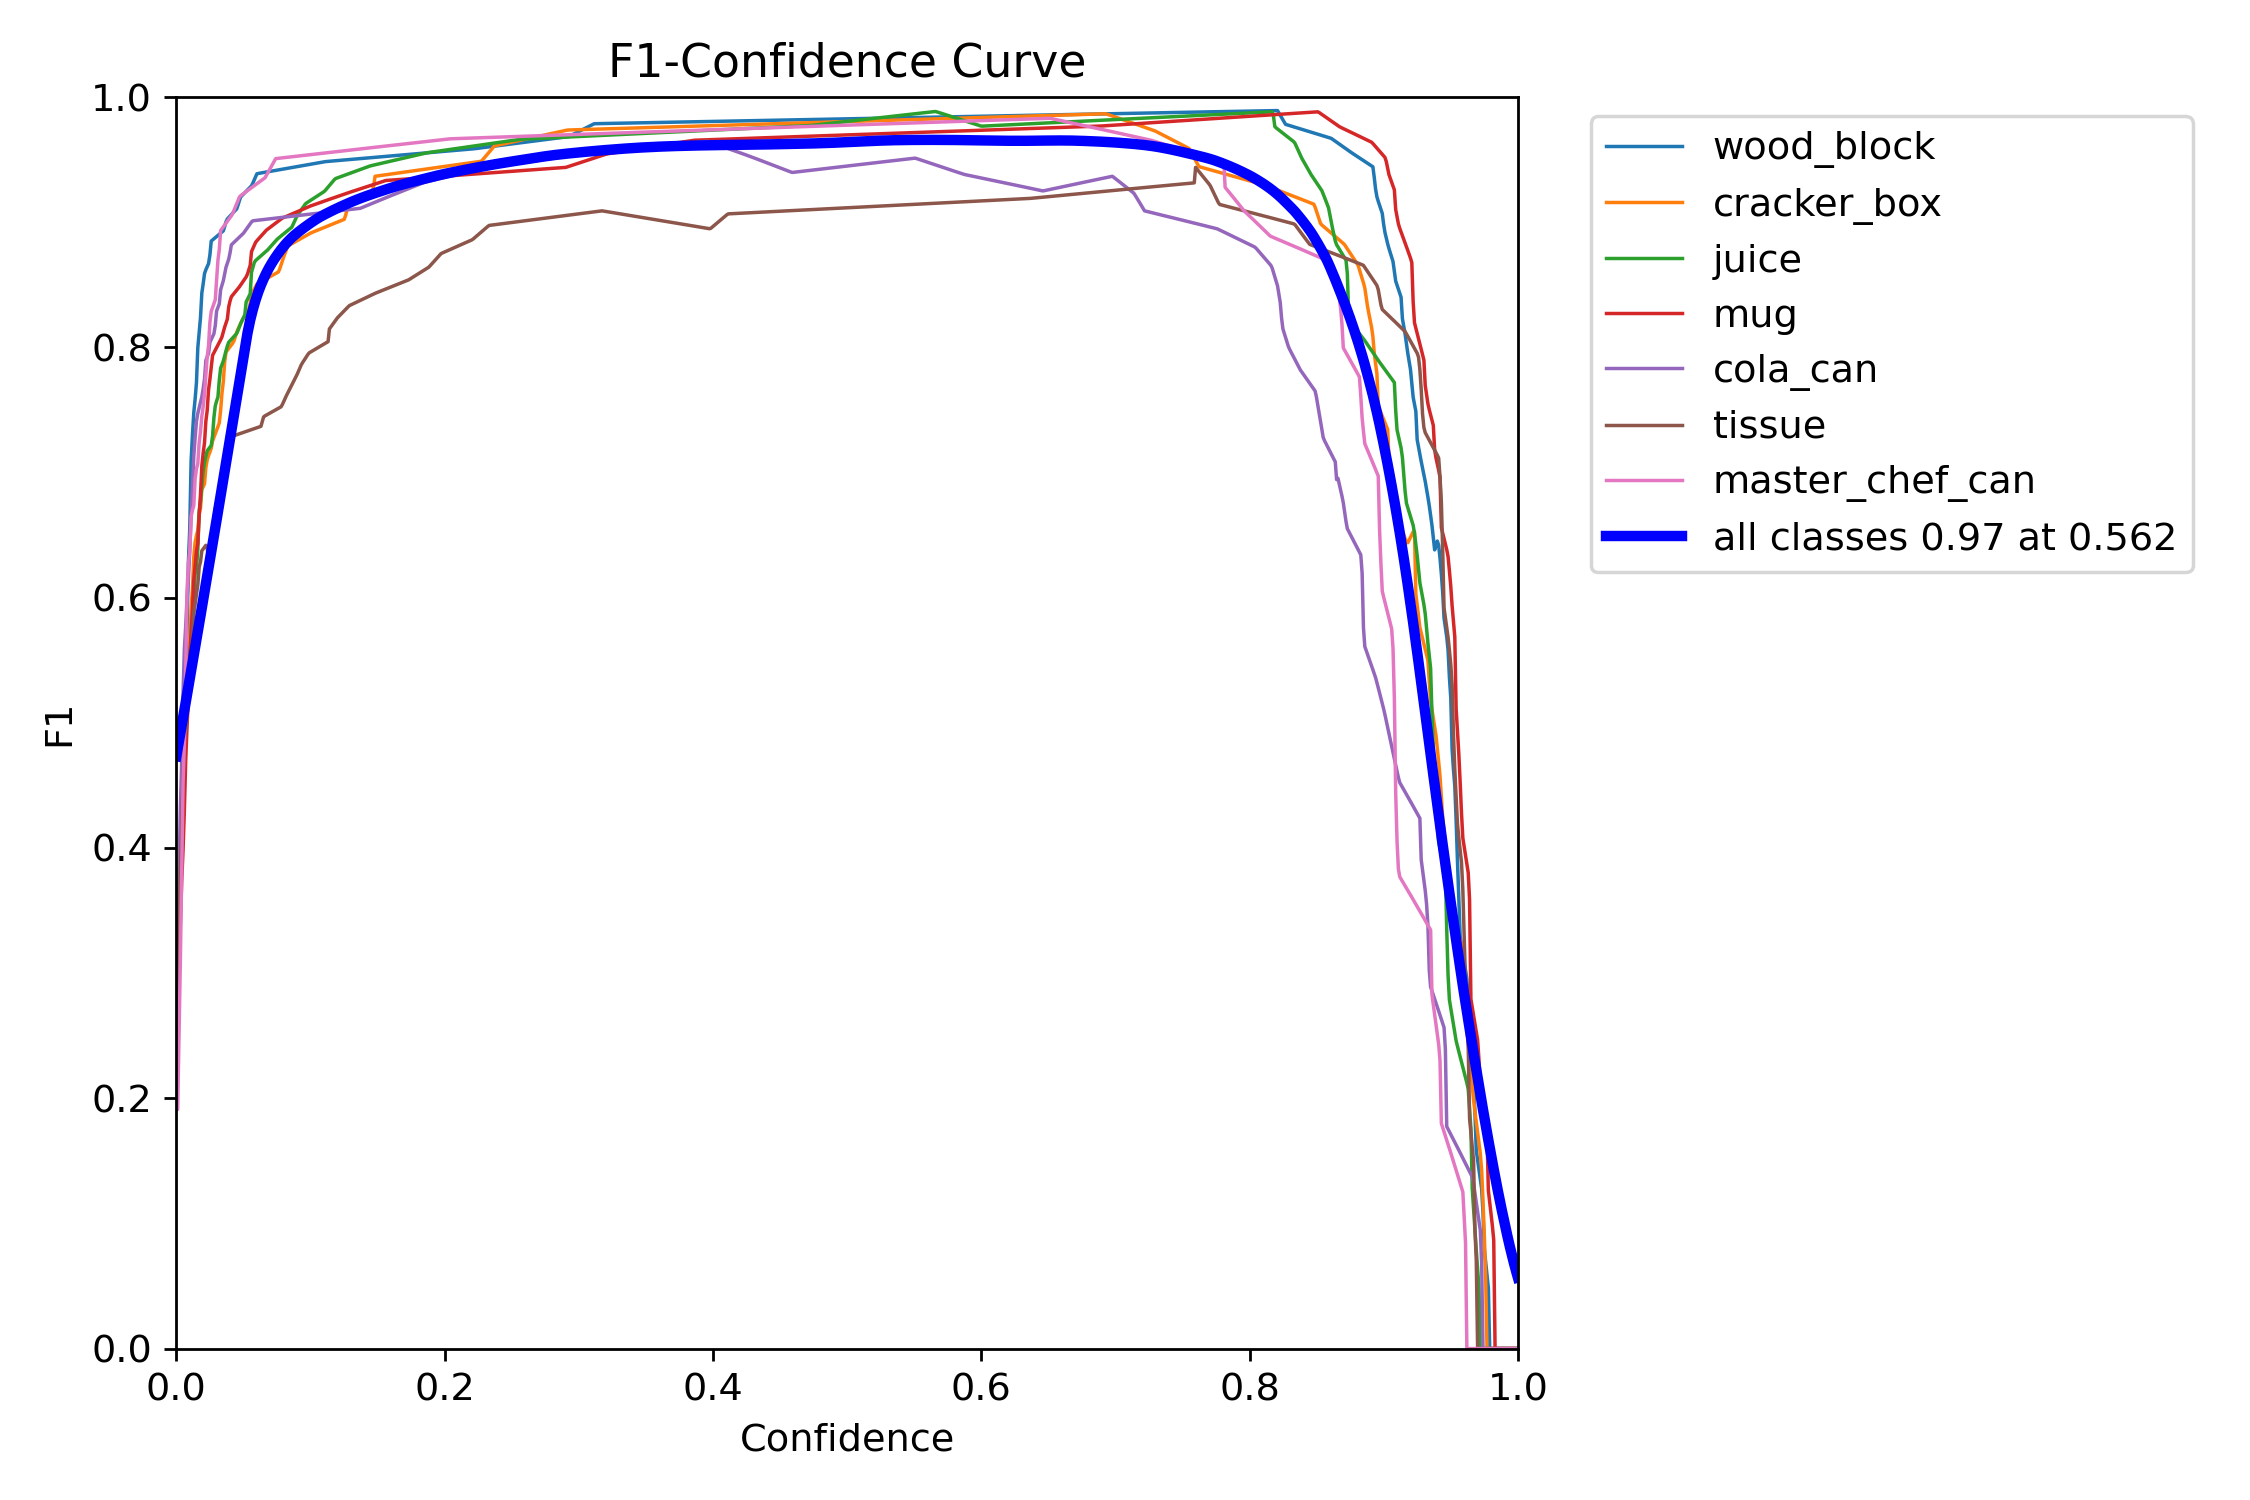 F1-Confidence Curve
1.0
0.8
0.6
0.4
0.2
0.0
F1
0.0 0.2 0.4 0.6 0.8 1.0
Confidence
wood_block
cracker_box
juice
mug
cola_can
tissue
master_chef_can
all classes 0.97 at 0.562